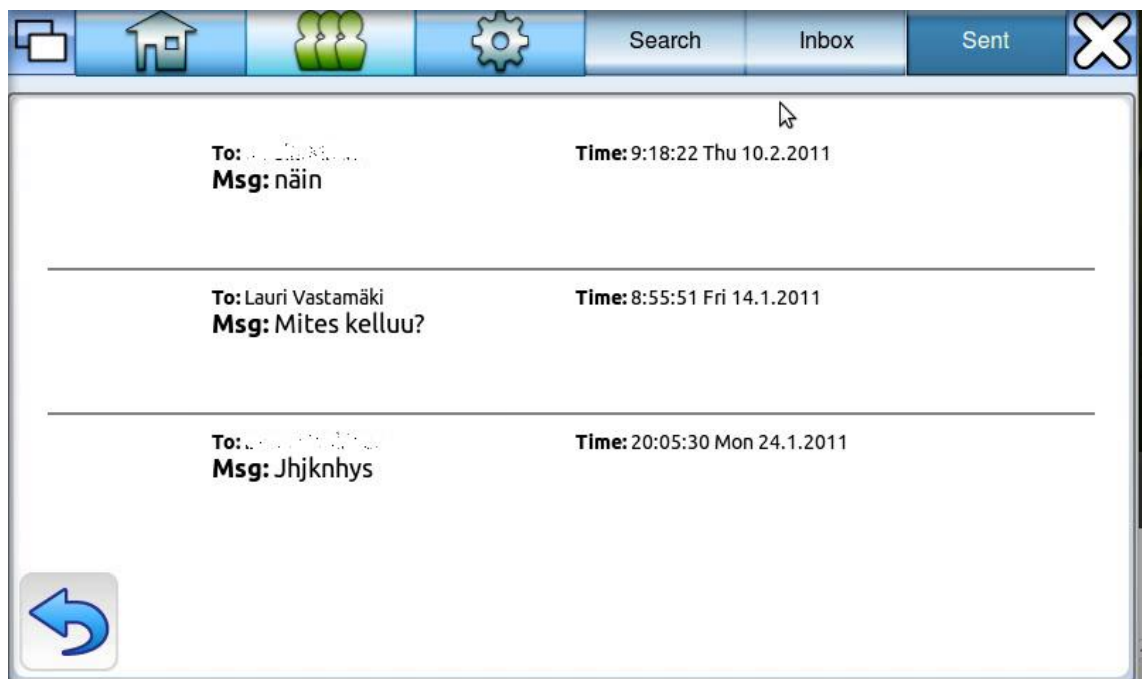 Search Inbox Sent
To: Time: 9:18:22 Thu 10.2.2011
Msg: näin
To: Lauri Vastamäki Time: 8:55:51 Fri 14.1.2011
Msg: Mites kelluu?
To: Time: 20:05:30 Mon 24.1.2011
Msg: Jhjknhys